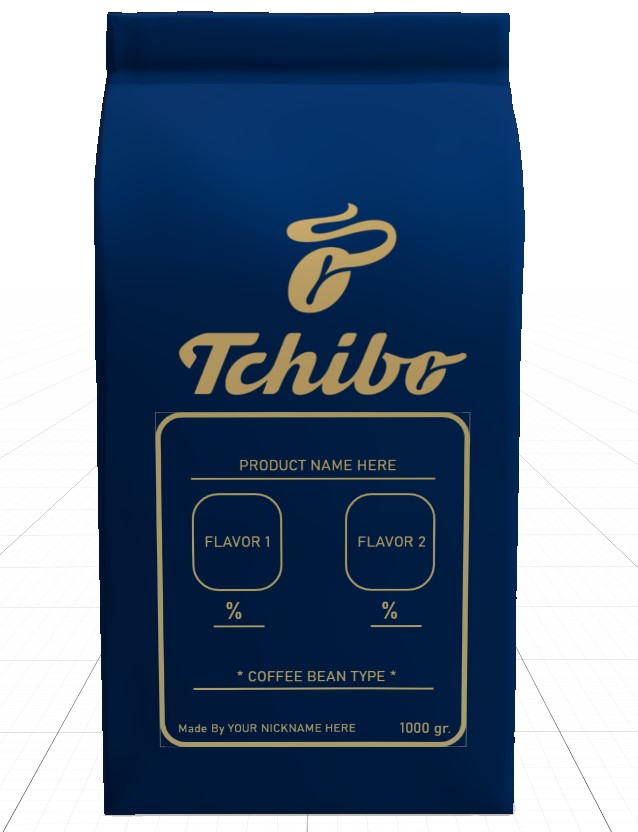 Tchibo
PRODUCT NAME HERE
FLAVOR 1 FLAVOR 2
% %
* COFFEE BEAN TYPE *
Made By YOUR NICKNAME HERE 1000 gr.